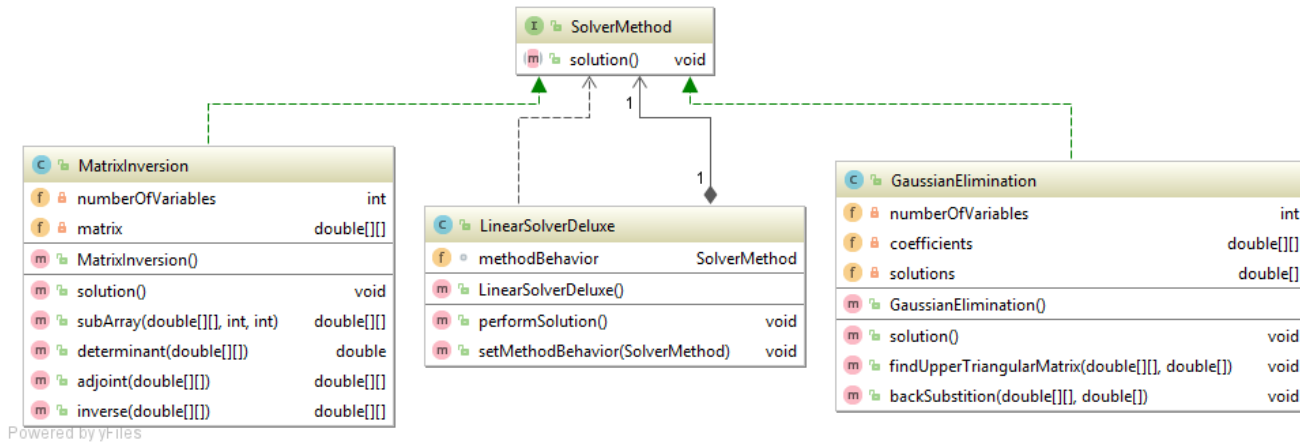 I SolverMethod
m solution() void
1
1
C MatrixInversion
f numberOfVariables int
f matrix double[][]
m MatrixInversion()
m solution() void
m subArray(double[][], int, int) double[][]
m determinant(double[][]) double
m adjoint(double[][]) double[][]
m inverse(double[][]) double[][]
C LinearSolverDeluxe
f methodBehavior SolverMethod
m LinearSolverDeluxe()
m performSolution() void
m setMethodBehavior(SolverMethod) void
C GaussianElimination
f numberOfVariables int
f coefficients double[][]
f solutions double[]
m GaussianElimination()
m solution() void
m findUpperTriangularMatrix(double[][], double[]) void
m backSubstition(double[][], double[]) void
Powered by yFiles